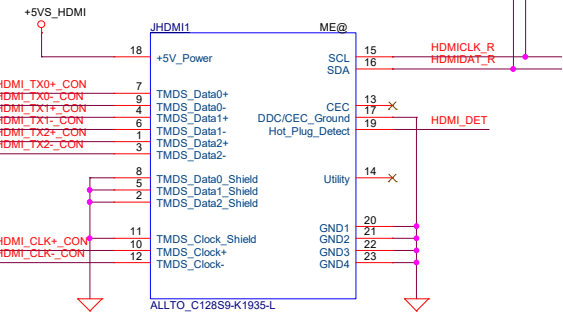 +5VS_HDMI
JHDMI1 ME@
18 +5V_Power SCL 15 HDMICLK_R
SDA 16 HDMIDAT_R
HDMI_TX0+_CON 7 TMDS_Data0+
HDMI_TX0-_CON 9 TMDS_Data0- CEC 13
HDMI_TX1+_CON 4 TMDS_Data1+ DDC/CEC_Ground 17
HDMI_TX1-_CON 6 TMDS_Data1- Hot_Plug_Detect 19 HDMI_DET
HDMI_TX2+_CON 1 TMDS_Data2+
HDMI_TX2-_CON 3 TMDS_Data2-
8 TMDS_Data0_Shield Utility 14
5 TMDS_Data1_Shield
2 TMDS_Data2_Shield
GND1 20
11 TMDS_Clock_Shield GND2 21
HDMI_CLK+_CON 10 TMDS_Clock+ GND3 22
HDMI_CLK-_CON 12 TMDS_Clock- GND4 23
ALLTO_C128S9-K1935-L